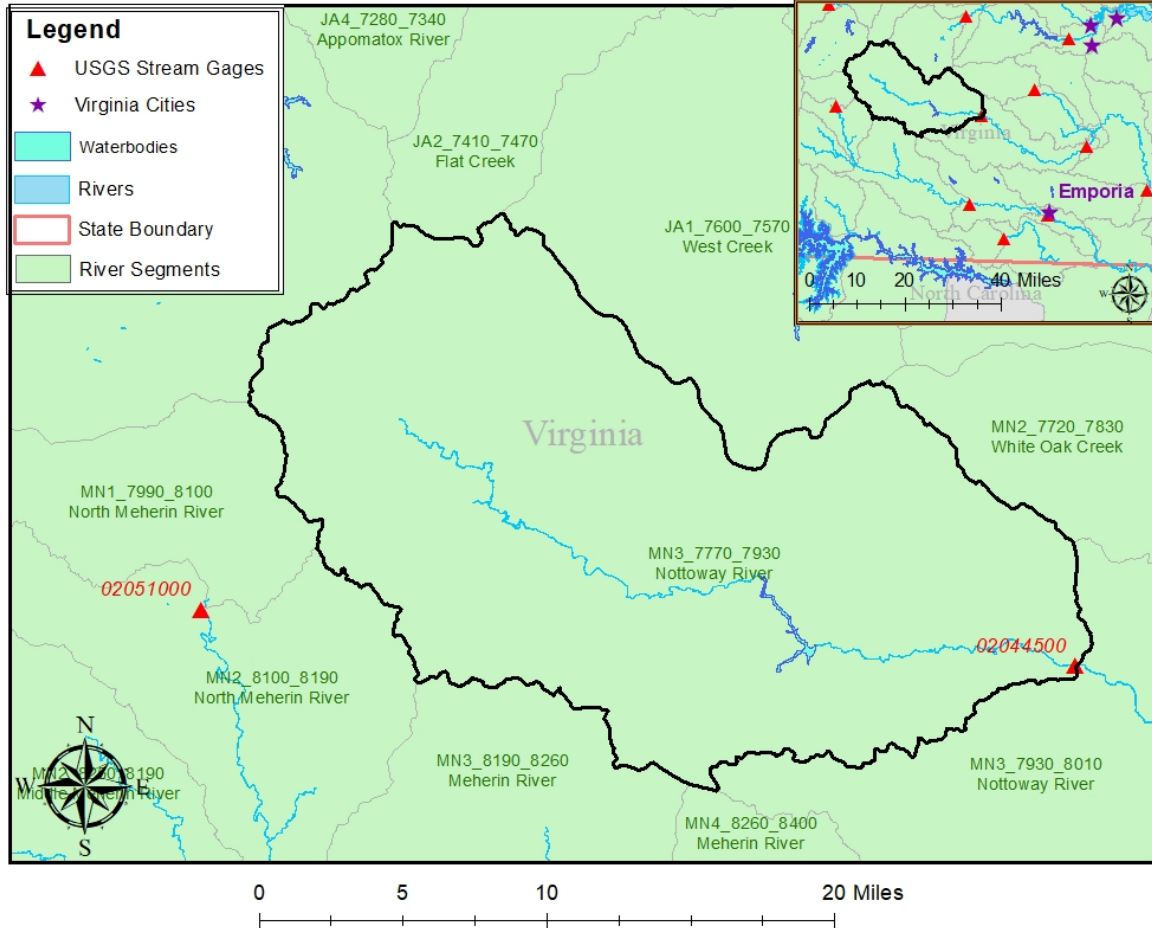 Legend
USGS Stream Gages
Virginia Cities
Waterbodies
Rivers
State Boundary
River Segments
JA4_7280_7340
Appomatox River
JA2_7410_7470
Flat Creek
JA1_7600_7570
West Creek
Virginia
Emporia
0 10 20 40 Miles
North Carolina
N
W
S
Virginia
MN2_7720_7830
White Oak Creek
MN1_7990_8100
North Meherin River
MN3_7770_7930
Nottoway River
02051000
02044500
MN2_8100_8190
North Meherin River
MN3_8190_8260
Meherin River
MN3_7930_8010
Nottoway River
MN4_8260_8400
Meherin River
N
W
E
S
River
0 5 10 20 Miles